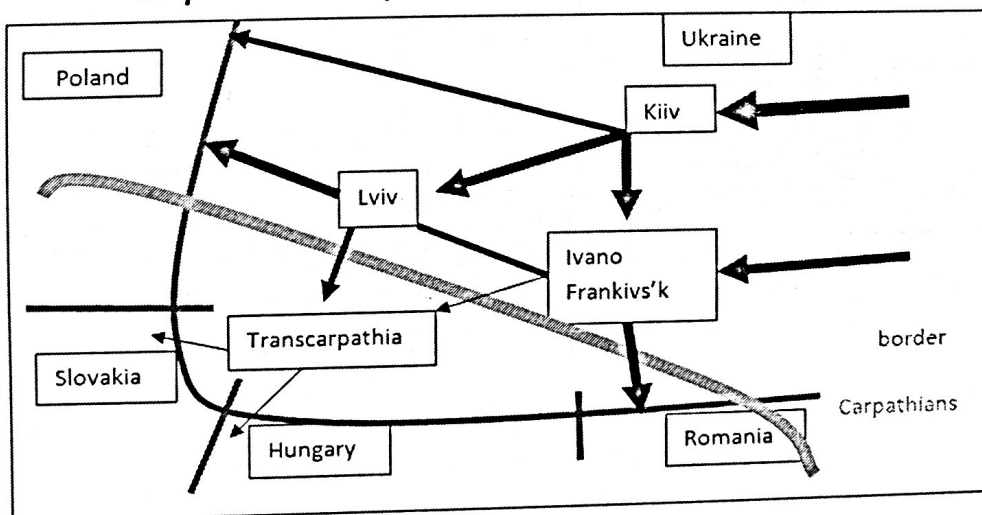 Ukraine
Poland
Kiiv
Lviv
Ivano
Frankivs'k
Transcarpathia
border
Slovakia
Carpathians
Hungary
Romania